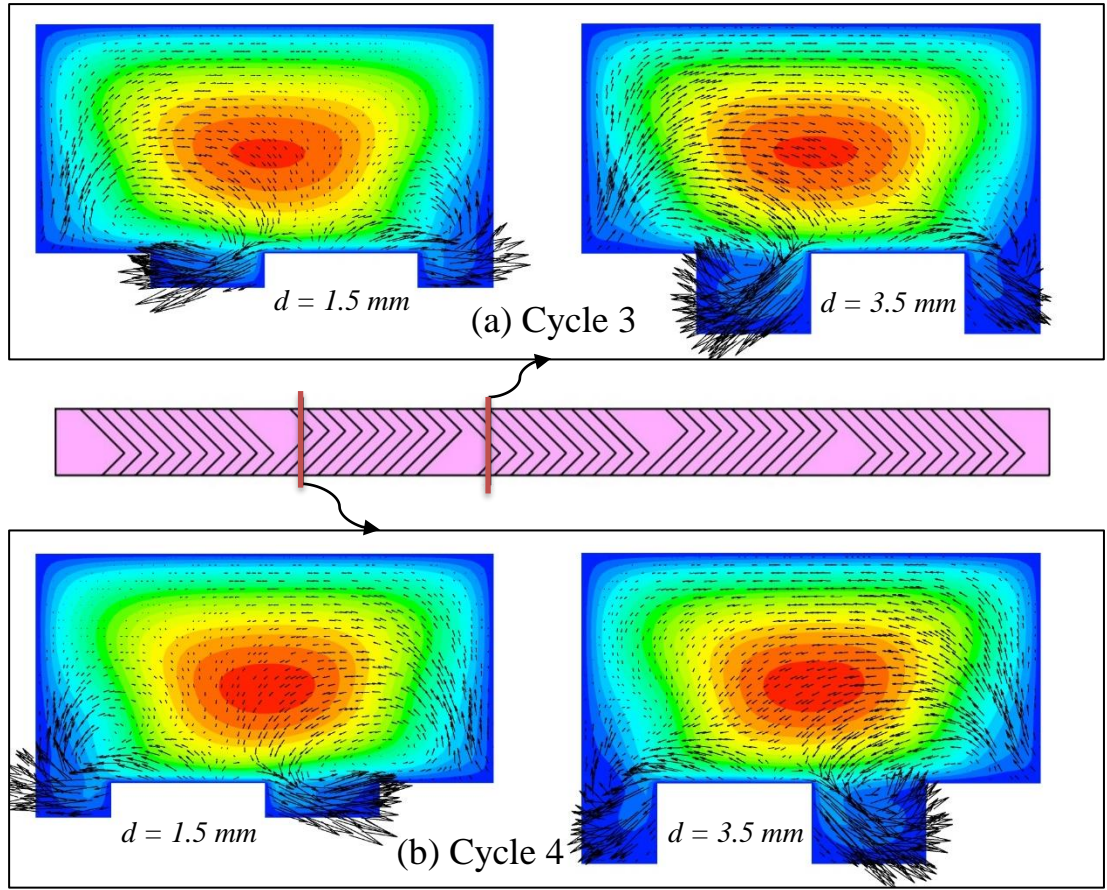 d = 1.5 mm
d = 3.5 mm
(a) Cycle 3
d = 1.5 mm
d = 3.5 mm
(b) Cycle 4